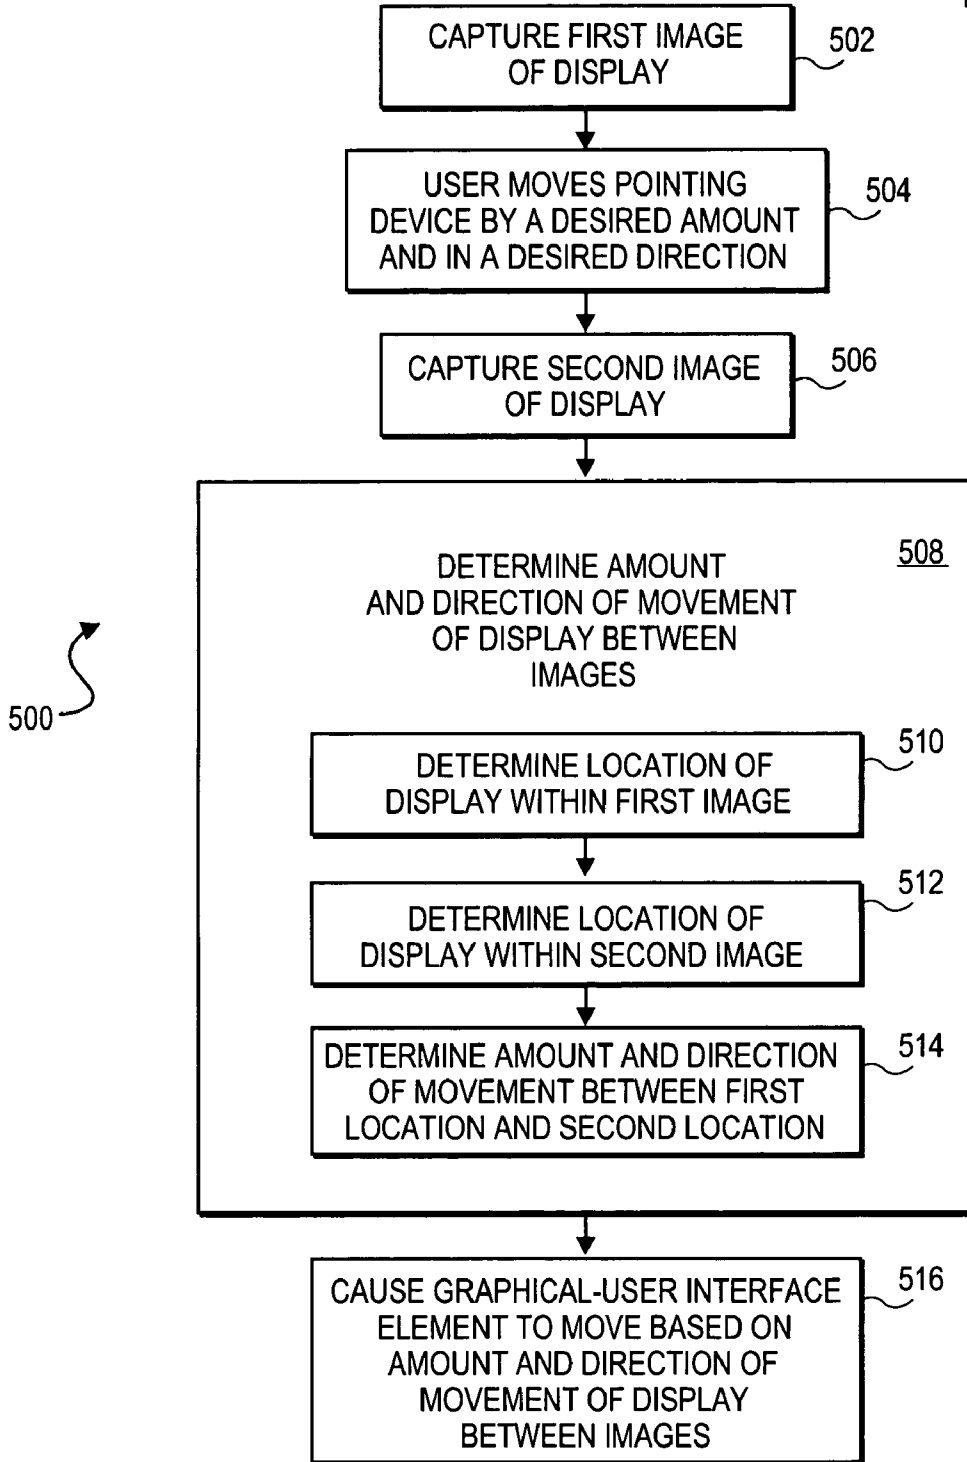 CAPTURE FIRST IMAGE
OF DISPLAY
502
USER MOVES POINTING
DEVICE BY A DESIRED AMOUNT
AND IN A DESIRED DIRECTION
504
CAPTURE SECOND IMAGE
OF DISPLAY
506
508
DETERMINE AMOUNT
AND DIRECTION OF MOVEMENT
OF DISPLAY BETWEEN
IMAGES
500
DETERMINE LOCATION OF
DISPLAY WITHIN FIRST IMAGE
510
DETERMINE LOCATION OF
DISPLAY WITHIN SECOND IMAGE
512
DETERMINE AMOUNT AND DIRECTION
OF MOVEMENT BETWEEN FIRST
LOCATION AND SECOND LOCATION
514
CAUSE GRAPHICAL-USER INTERFACE
ELEMENT TO MOVE BASED ON
AMOUNT AND DIRECTION OF
MOVEMENT OF DISPLAY
BETWEEN IMAGES
516